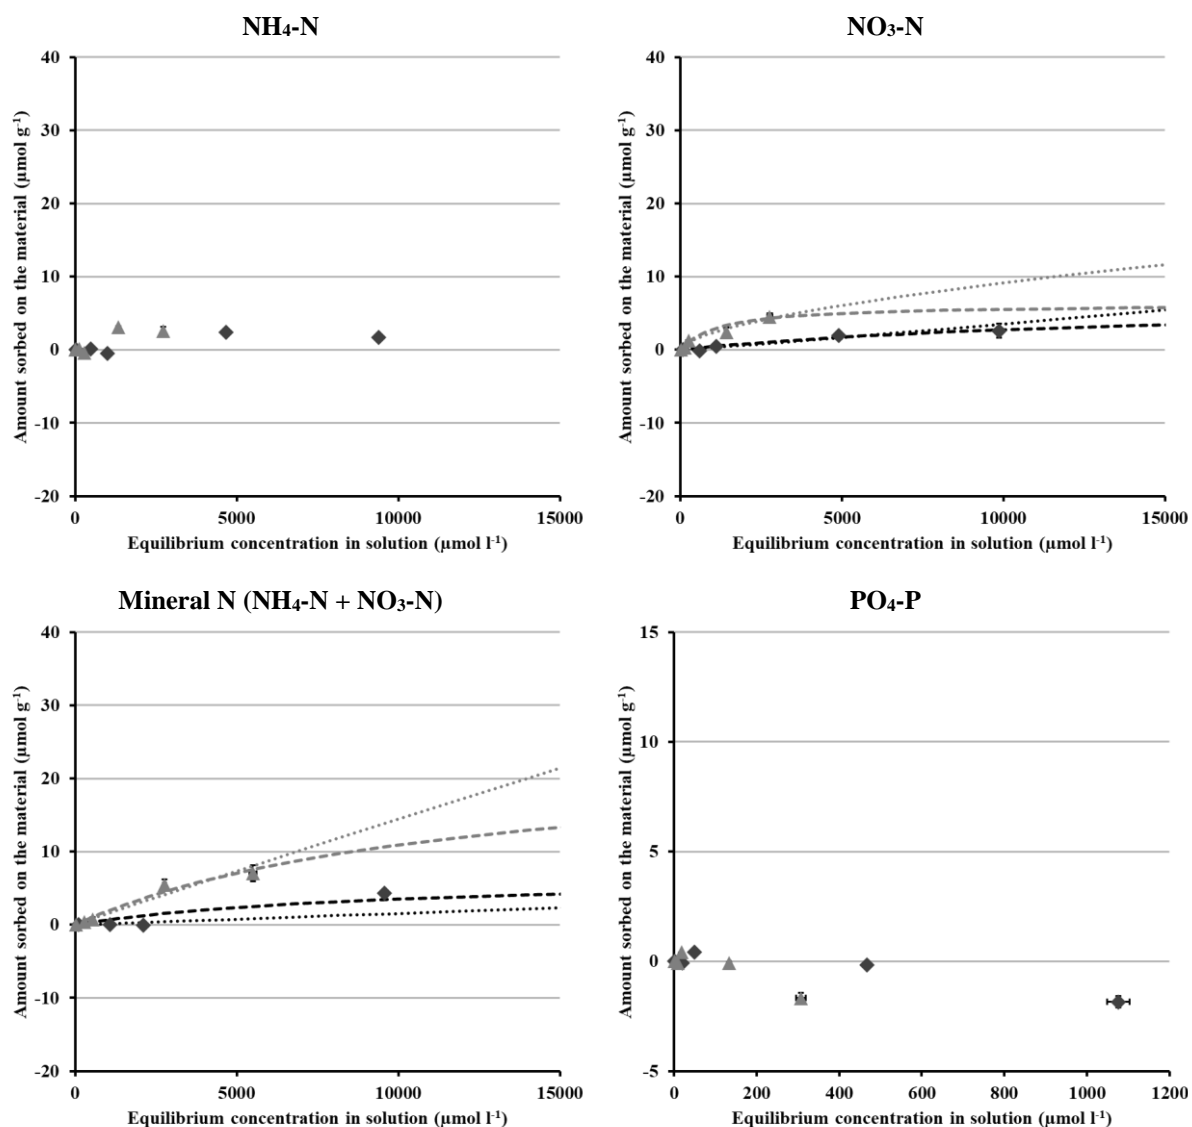 NH₄-N
40
30
20
10
0
-10
-20
0 5000 10000 15000
Amount sorbed on the material (µmol g⁻¹)
Equilibrium concentration in solution (µmol l⁻¹)
NO₃-N
40
30
20
10
0
-10
-20
0 5000 10000 15000
Amount sorbed on the material (µmol g⁻¹)
Equilibrium concentration in solution (µmol l⁻¹)
Mineral N (NH₄-N + NO₃-N)
40
30
20
10
0
-10
-20
0 5000 10000 15000
Amount sorbed on the material (µmol g⁻¹)
Equilibrium concentration in solution (µmol l⁻¹)
PO₄-P
15
10
5
0
-5
0 200 400 600 800 1000 1200
Amount sorbed on the material (µmol g⁻¹)
Equilibrium concentration in solution (µmol l⁻¹)